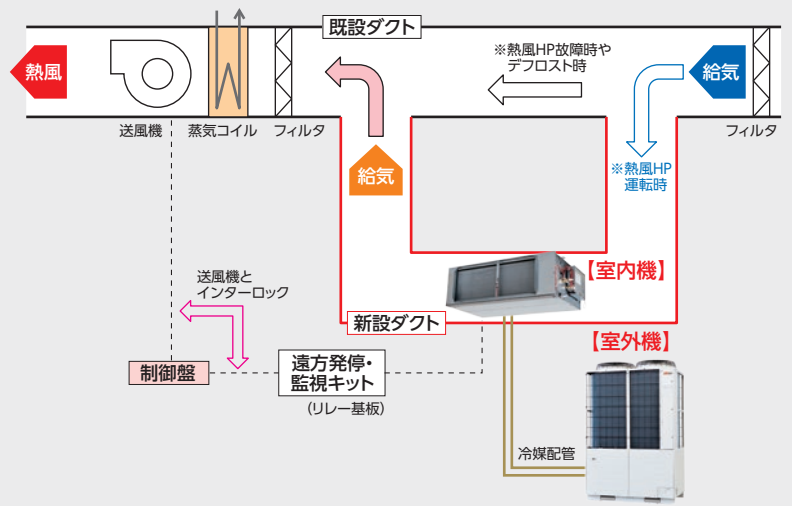 既設ダクト
※熱風HP故障時や
デフロスト時
熱風
給気
送風機
蒸気コイル
フィルタ
フィルタ
給気
※熱風HP
運転時
送風機と
インターロック
【室内機】
新設ダクト
【室外機】
制御盤
遠方発停・
監視キット
(リレー基板)
冷媒配管